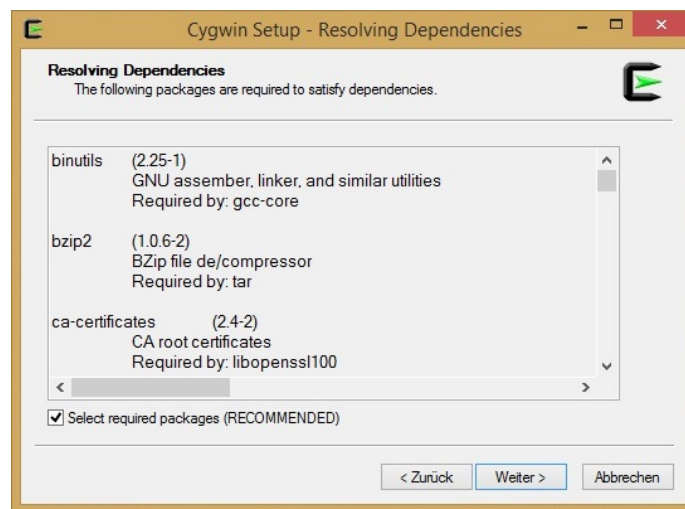 Cygwin Setup - Resolving Dependencies
Resolving Dependencies
The following packages are required to satisfy dependencies.
binutils (2.25-1)
GNU assember, linker, and similar utilities
Required by: gcc-core
bzip2 (1.0.6-2)
BZip file de/compressor
Required by: tar
ca-certificates (2.4-2)
CA root certificates
Required by: libopenssl100
Select required packages (RECOMMENDED)
< Zurück Weiter > Abbrechen